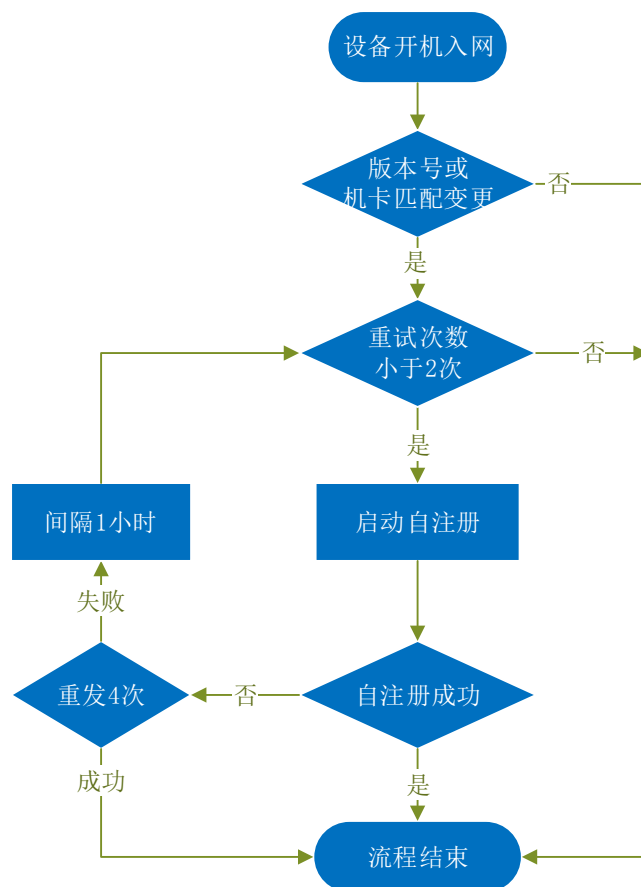 设备开机入网
版本号或
机卡匹配变更
否
是
重试次数
小于2次
否
是
间隔1小时
启动自注册
失败
重发4次
否
自注册成功
成功
是
流程结束